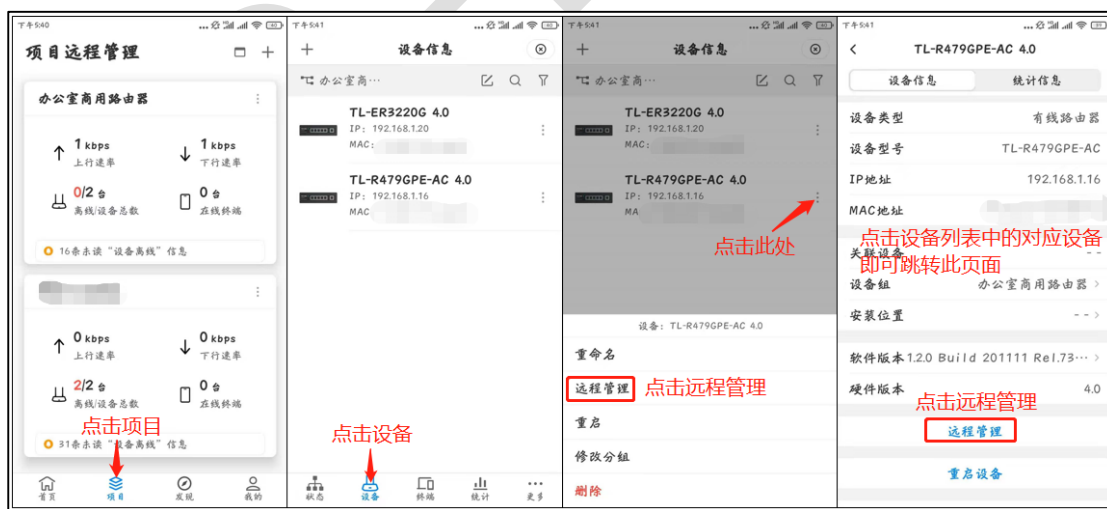 下午5:40
项目远程管理
办公室商用路由器
1 kbps
上行速率
1 kbps
下行速率
0/2 台
离线/设备总数
0 台
在线终端
16条未读“设备离线”信息
0 kbps
上行速率
0 kbps
下行速率
2/2 台
离线/设备总数
0 台
在线终端
点击项目
31条未读“设备离线”信息
首页
项目
发现
我的
下午5:41
设备信息
办公室商…
TL-ER3220G 4.0
IP: 192.168.1.20
MAC:
TL-R479GPE-AC 4.0
IP: 192.168.1.16
MAC
点击设备
状态
设备
终端
统计
更多
下午5:41
设备信息
办公室商…
TL-ER3220G 4.0
IP: 192.168.1.20
MAC:
TL-R479GPE-AC 4.0
IP: 192.168.1.16
MA
点击此处
设备: TL-R479GPE-AC 4.0
重命名
远程管理
点击远程管理
重启
修改分组
删除
下午5:41
TL-R479GPE-AC 4.0
设备信息
统计信息
设备类型
有线路由器
设备型号
TL-R479GPE-AC
IP地址
192.168.1.16
MAC地址
点击设备列表中的对应设备
即可跳转此页面
关联设备
--
设备组
办公室商用路由器
安装位置
--
软件版本
1.2.0 Build 201111 Rel.73…
硬件版本
4.0
点击远程管理
远程管理
重启设备